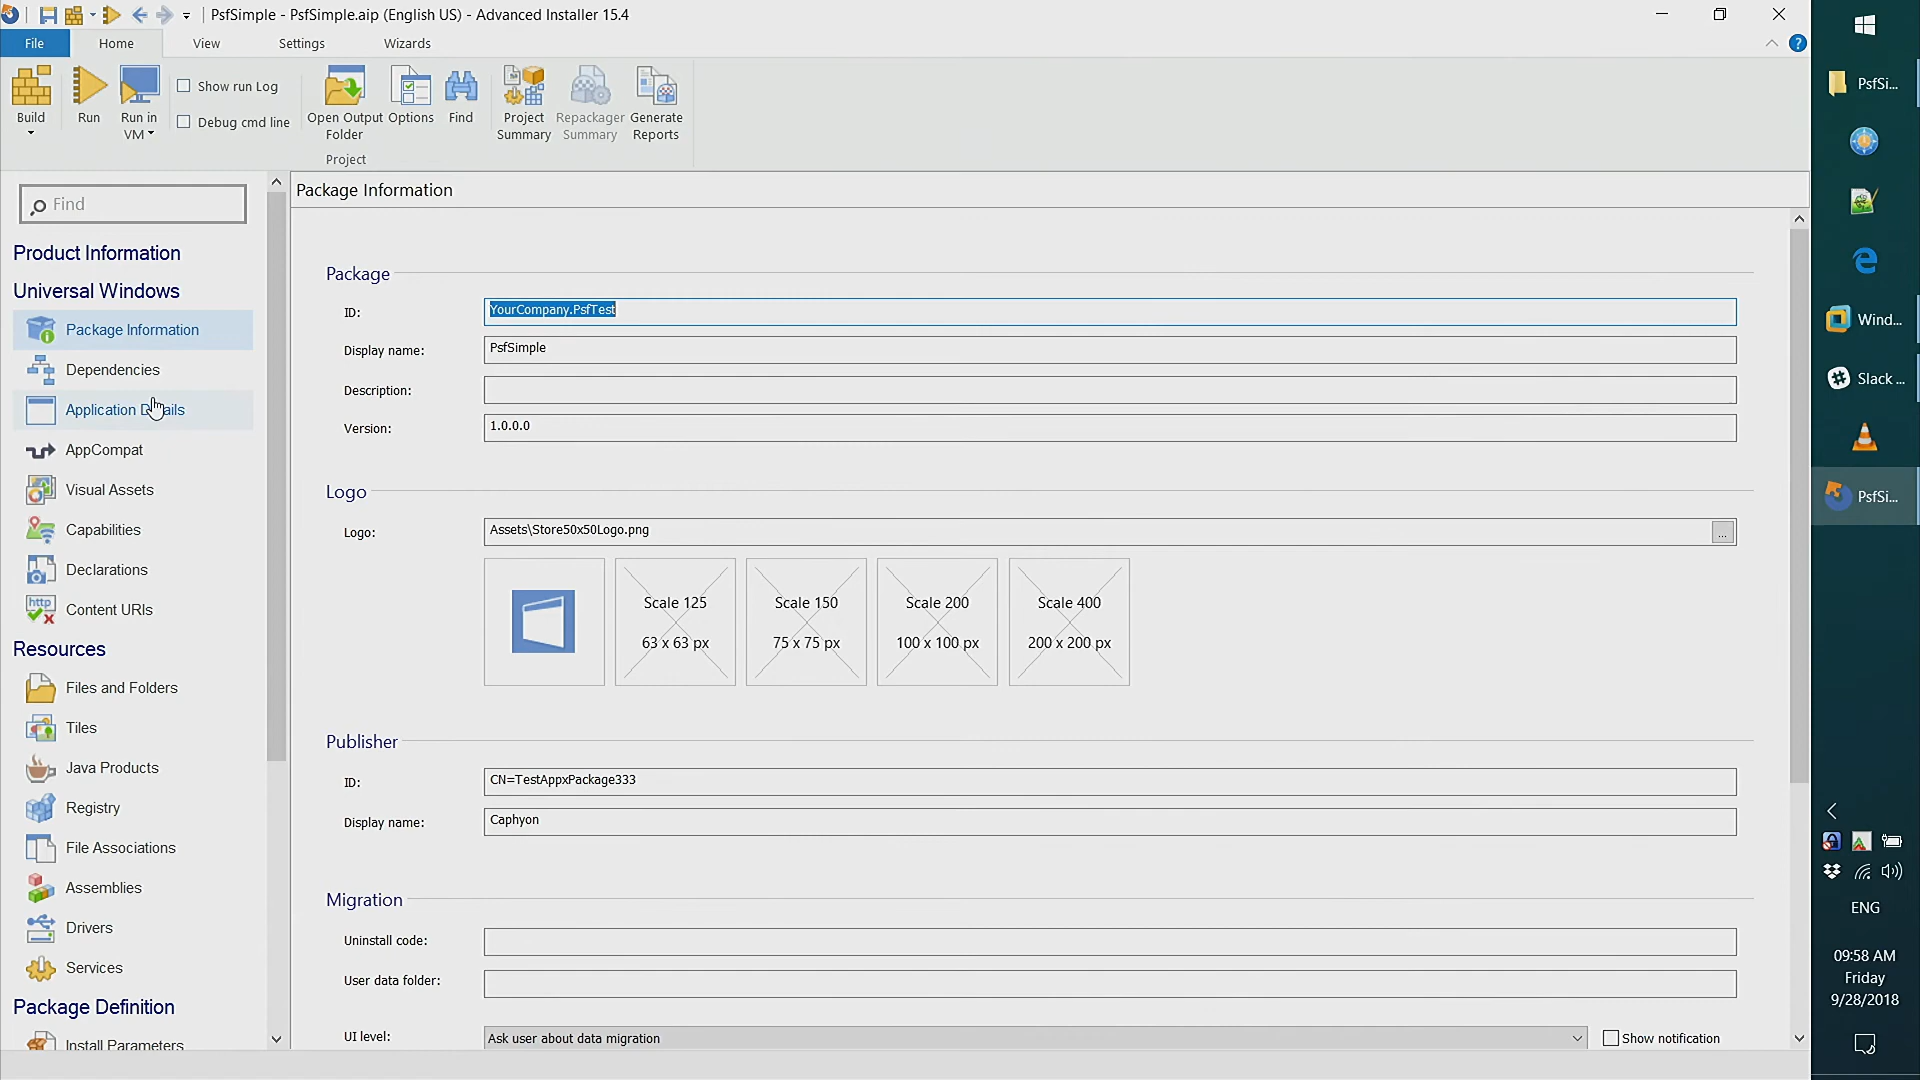 PsfSimple - PsfSimple.aip (English US) - Advanced Installer 15.4
File
Home
View
Settings
Wizards
?
Build
Run
Run in
VM
Show run Log
Debug cmd line
Open Output
Folder
Options
Find
Project
Summary
Repackager
Summary
Generate
Reports
Project
Find
Product Information
Universal Windows
Package Information
Dependencies
Application Details
AppCompat
Visual Assets
Capabilities
Declarations
http
Content URIs
Resources
Files and Folders
Tiles
Java Products
Registry
File Associations
Assemblies
Drivers
Services
Package Definition
Install Parameters
Package Information
Package
ID:
YourCompany.PsfTest
Display name:
PsfSimple
Description:
Version:
1.0.0.0
Logo
Logo:
Assets\Store50x50Logo.png
...
Scale 125
63 x 63 px
Scale 150
75 x 75 px
Scale 200
100 x 100 px
Scale 400
200 x 200 px
Publisher
ID:
CN=TestAppxPackage333
Display name:
Caphyon
Migration
Uninstall code:
User data folder:
UI level:
Ask user about data migration
Show notification
PsfSi...
Wind...
Slack ...
PsfSi...
ENG
09:58 AM
Friday
9/28/2018